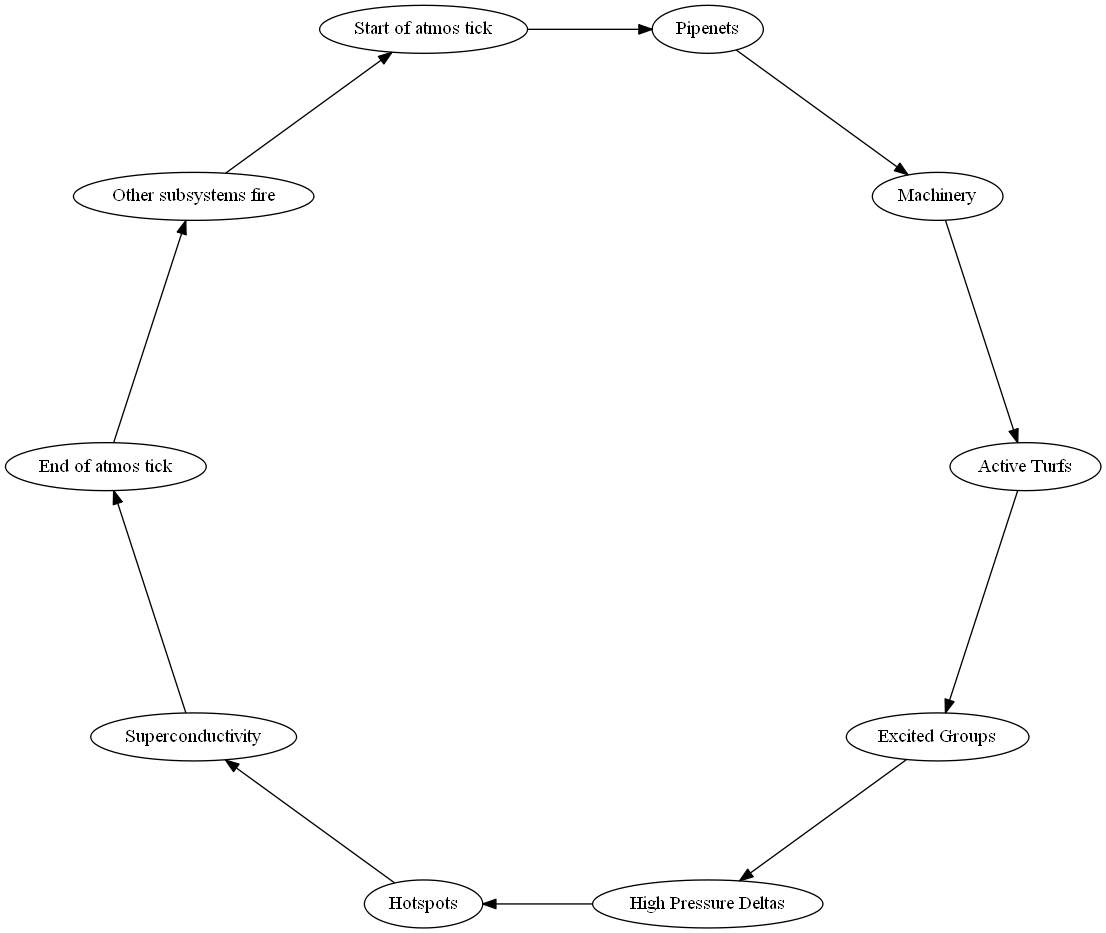 Start of atmos tick
Pipenets
Other subsystems fire
Machinery
End of atmos tick
Active Turfs
Superconductivity
Excited Groups
Hotspots
High Pressure Deltas